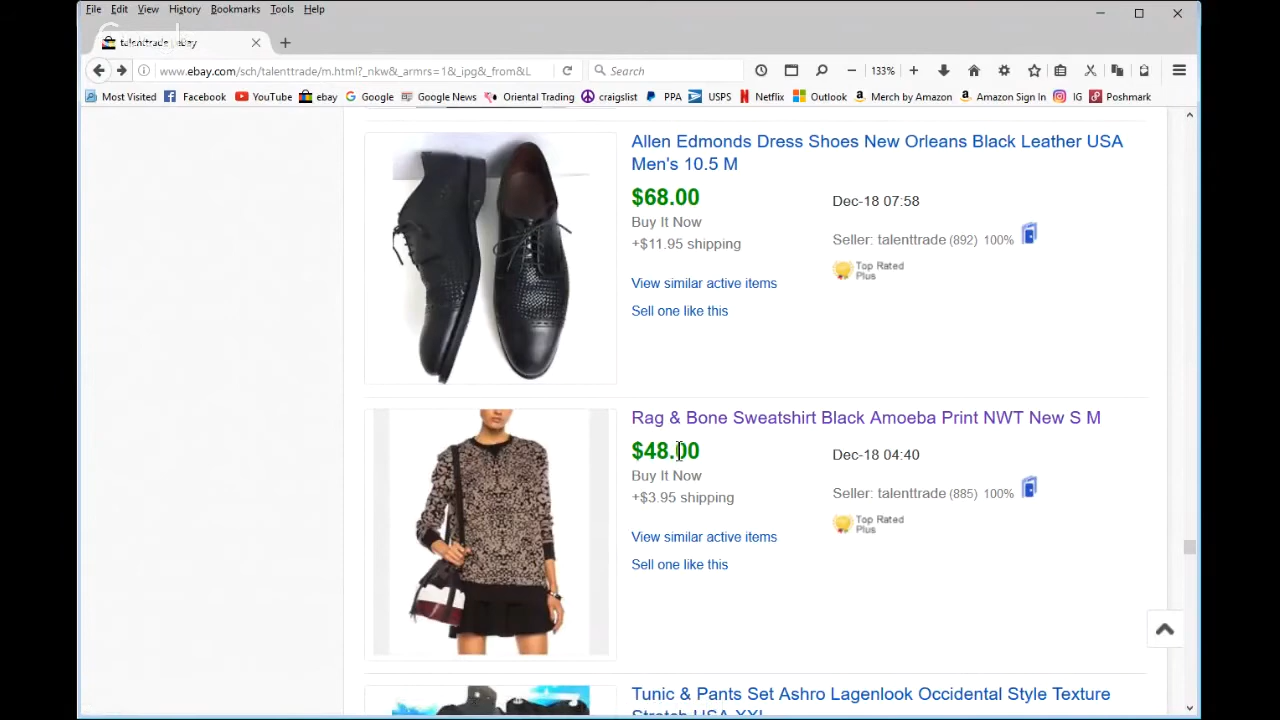 File Edit View History Bookmarks Tools Help
talenttrade | eBay
www.ebay.com/sch/talenttrade/m.html?_nkw&_armrs=1&_ipg&_from&L
Search
133%
Most Visited Facebook YouTube ebay Google Google News Oriental Trading craigslist PPA USPS Netflix Outlook Merch by Amazon Amazon Sign In IG Poshmark
Allen Edmonds Dress Shoes New Orleans Black Leather USA
Men's 10.5 M
$68.00
Dec-18 07:58
Buy It Now
+$11.95 shipping
Seller: talenttrade (892) 100%
Top Rated
Plus
View similar active items
Sell one like this
Rag & Bone Sweatshirt Black Amoeba Print NWT New S M
$48.00
Dec-18 04:40
Buy It Now
+$3.95 shipping
Seller: talenttrade (885) 100%
Top Rated
Plus
View similar active items
Sell one like this
Tunic & Pants Set Ashro Lagenlook Occidental Style Texture
Stretch USA XXL